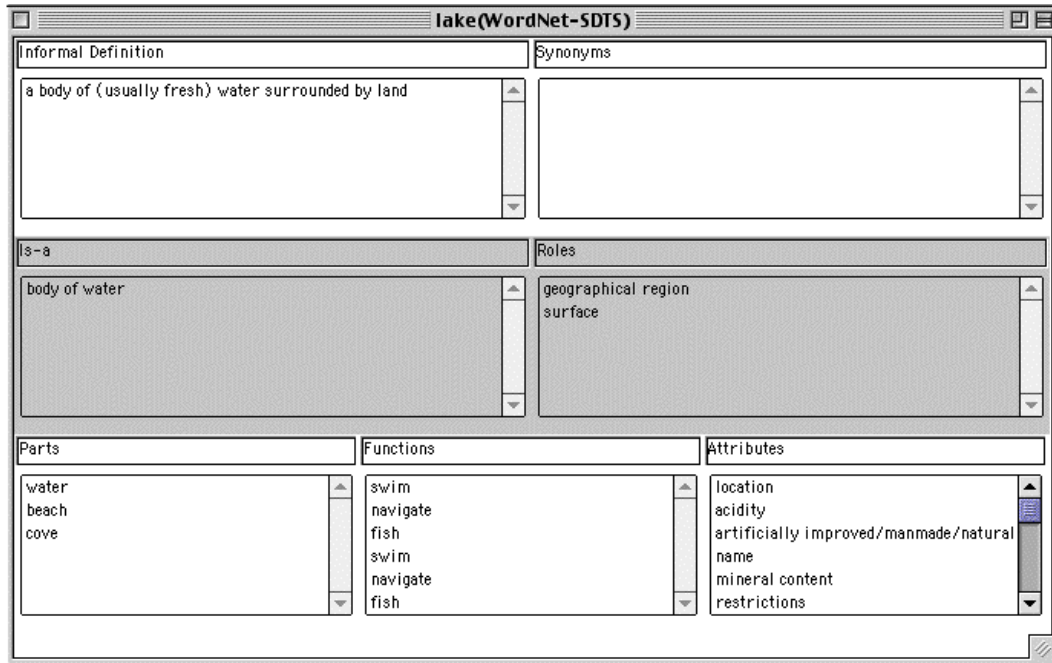 lake(WordNet-SDTS)
Informal Definition
Synonyms
a body of (usually fresh) water surrounded by land
Is-a
Roles
body of water
geographical region
surface
Parts
Functions
Attributes
water
beach
cove
swim
navigate
fish
swim
navigate
fish
location
acidity
artificially improved/manmade/natural
name
mineral content
restrictions